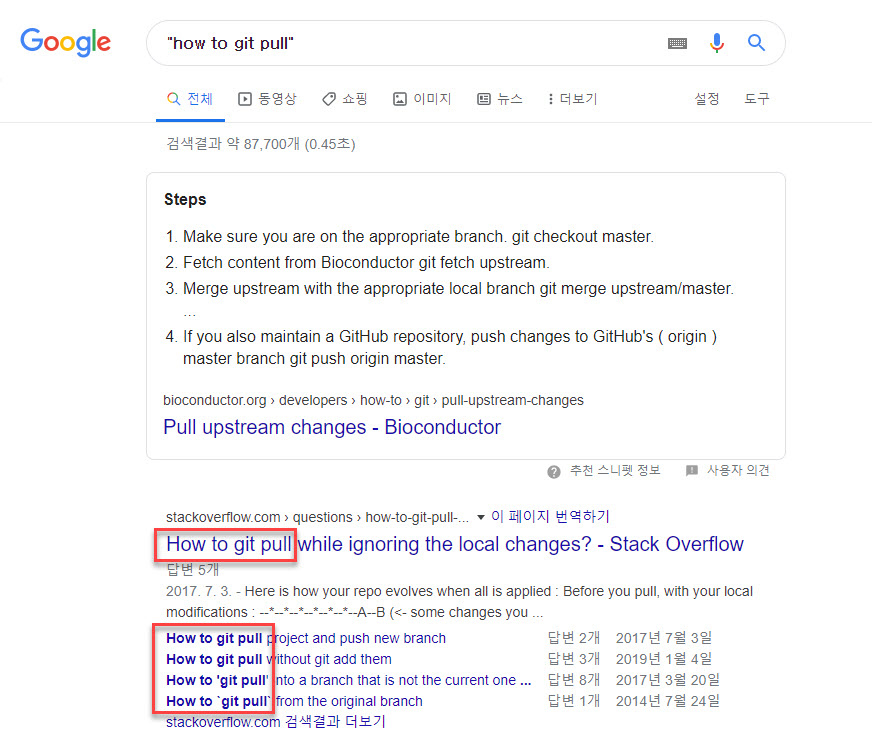 Google
"how to git pull"
전체 동영상 쇼핑 이미지 뉴스 더보기 설정 도구
검색결과 약 87,700개 (0.45초)
Steps
1. Make sure you are on the appropriate branch. git checkout master.
2. Fetch content from Bioconductor git fetch upstream.
3. Merge upstream with the appropriate local branch git merge upstream/master.
...
4. If you also maintain a GitHub repository, push changes to GitHub's ( origin )
master branch git push origin master.
bioconductor.org › developers › how-to › git › pull-upstream-changes
Pull upstream changes - Bioconductor
추천 스니펫 정보 사용자 의견
stackoverflow.com › questions › how-to-git-pull-... ▼ 이 페이지 번역하기
How to git pull while ignoring the local changes? - Stack Overflow
답변 5개
2017. 7. 3. - Here is how your repo evolves when all is applied : Before you pull, with your local
modifications : --*--*--*--*--*--*--A--B (<- some changes you ...
How to git pull project and push new branch 답변 2개 2017년 7월 3일
How to git pull without git add them 답변 3개 2019년 1월 4일
How to 'git pull' into a branch that is not the current one ... 답변 8개 2017년 3월 20일
How to `git pull` from the original branch 답변 1개 2014년 7월 24일
stackoverflow.com 검색결과 더보기